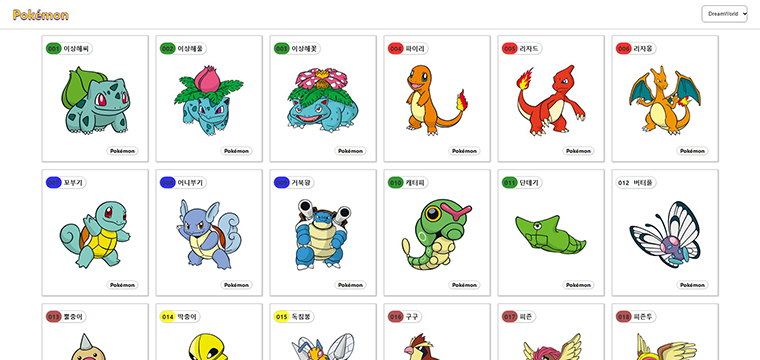 Pokémon
DreamWorld
001 이상해씨
002 이상해풀
003 이상해꽃
004 파이리
005 리자드
006 리자몽
Pokémon
Pokémon
Pokémon
Pokémon
Pokémon
Pokémon
007 꼬부기
008 어니부기
009 거북왕
010 캐터피
011 단데기
012 버터플
Pokémon
Pokémon
Pokémon
Pokémon
Pokémon
Pokémon
013 뿔충이
014 딱충이
015 독침붕
016 구구
017 피죤
018 피죤투